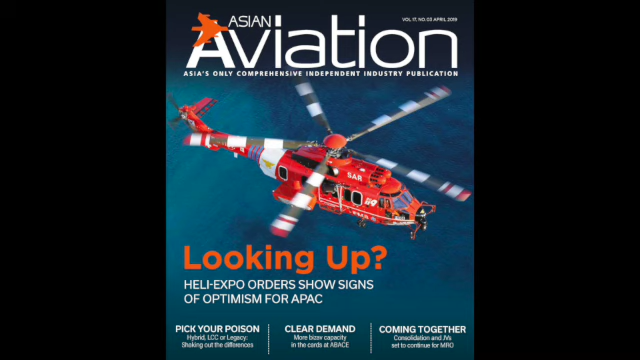 ASIAN
Aviation
VOL 17, NO. 03 APRIL 2019
ASIA'S ONLY COMPREHENSIVE INDEPENDENT INDUSTRY PUBLICATION
SAR
119
Looking Up?
HELI-EXPO ORDERS SHOW SIGNS
OF OPTIMISM FOR APAC
PICK YOUR POISON
Hybrid, LCC or Legacy:
Shaking out the differences
CLEAR DEMAND
More bizav capacity
in the cards at ABACE
COMING TOGETHER
Consolidation and JVs
set to continue for MRO